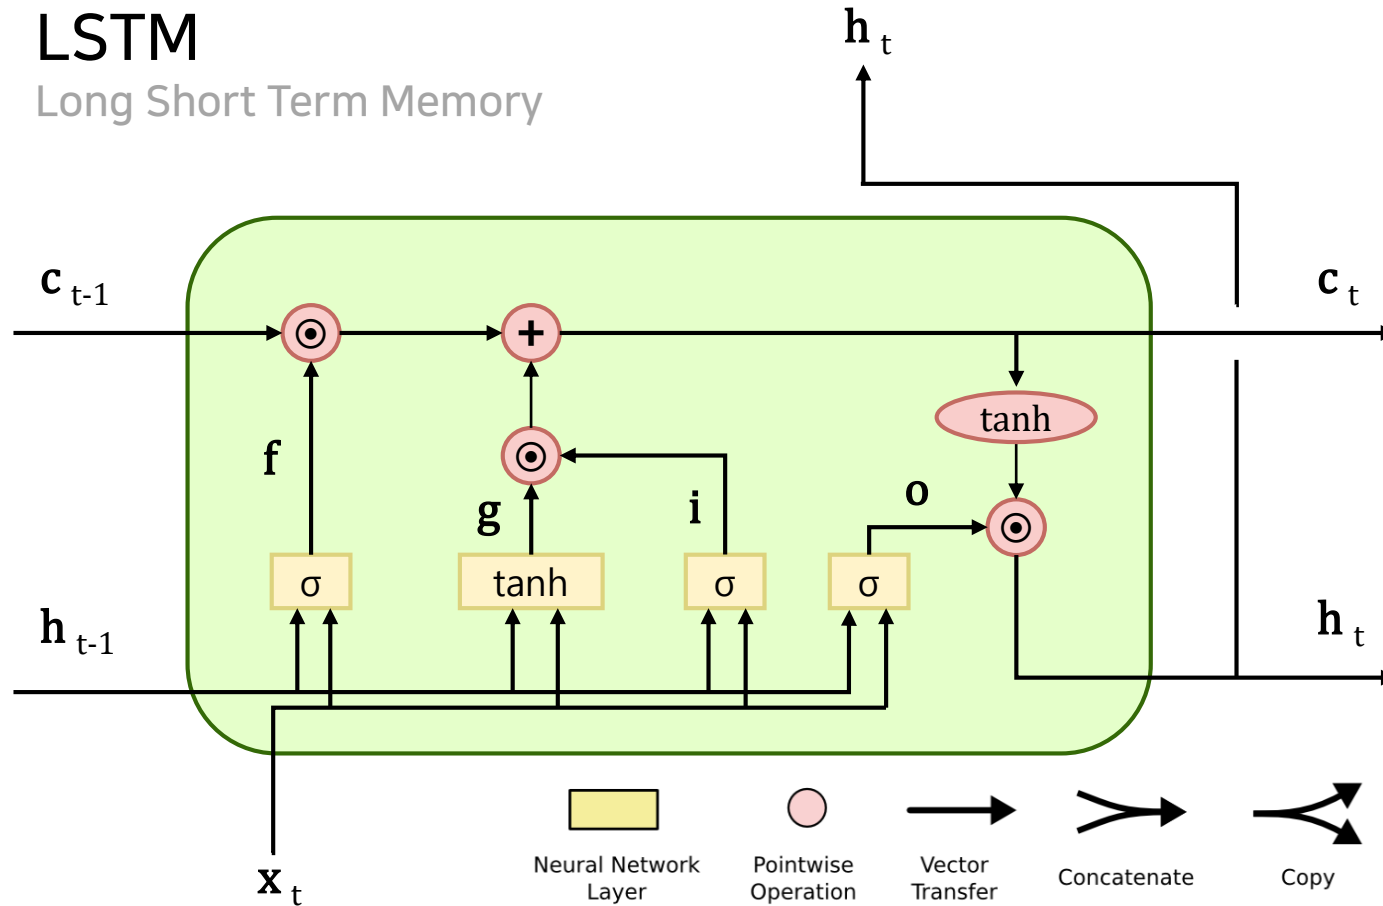 LSTM
Long Short Term Memory
h t
c t-1
c t
+
tanh
f
o
g
i
σ
tanh
σ
σ
h t-1
h t
x t
Neural Network
Layer
Pointwise
Operation
Vector
Transfer
Concatenate
Copy